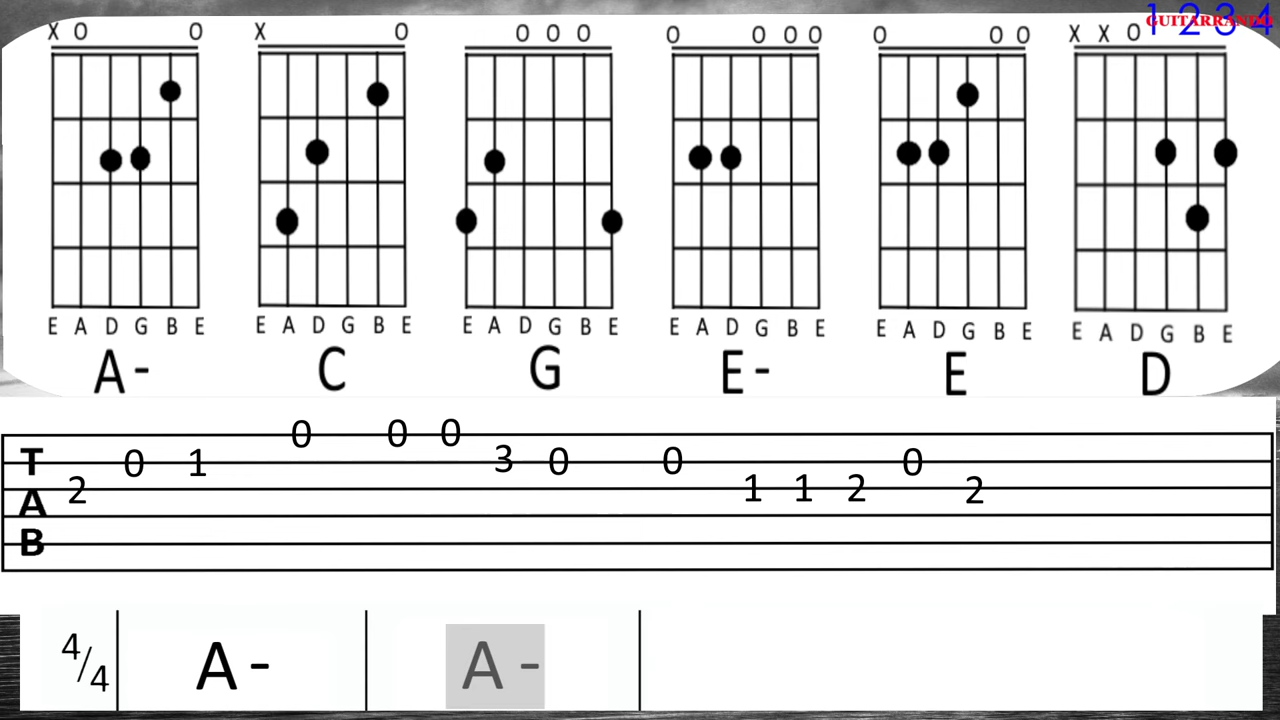 GUITARRANDO
1 2 3 4
X O O
X O
O O O
O O O O
O O O
X X O
E A D G B E
E A D G B E
E A D G B E
E A D G B E
E A D G B E
E A D G B E
A-
C
G
E-
E
D
0 0 0
T 0 1 3 0 0 0
A 2 1 1 2 2
B
4/4 A- A-